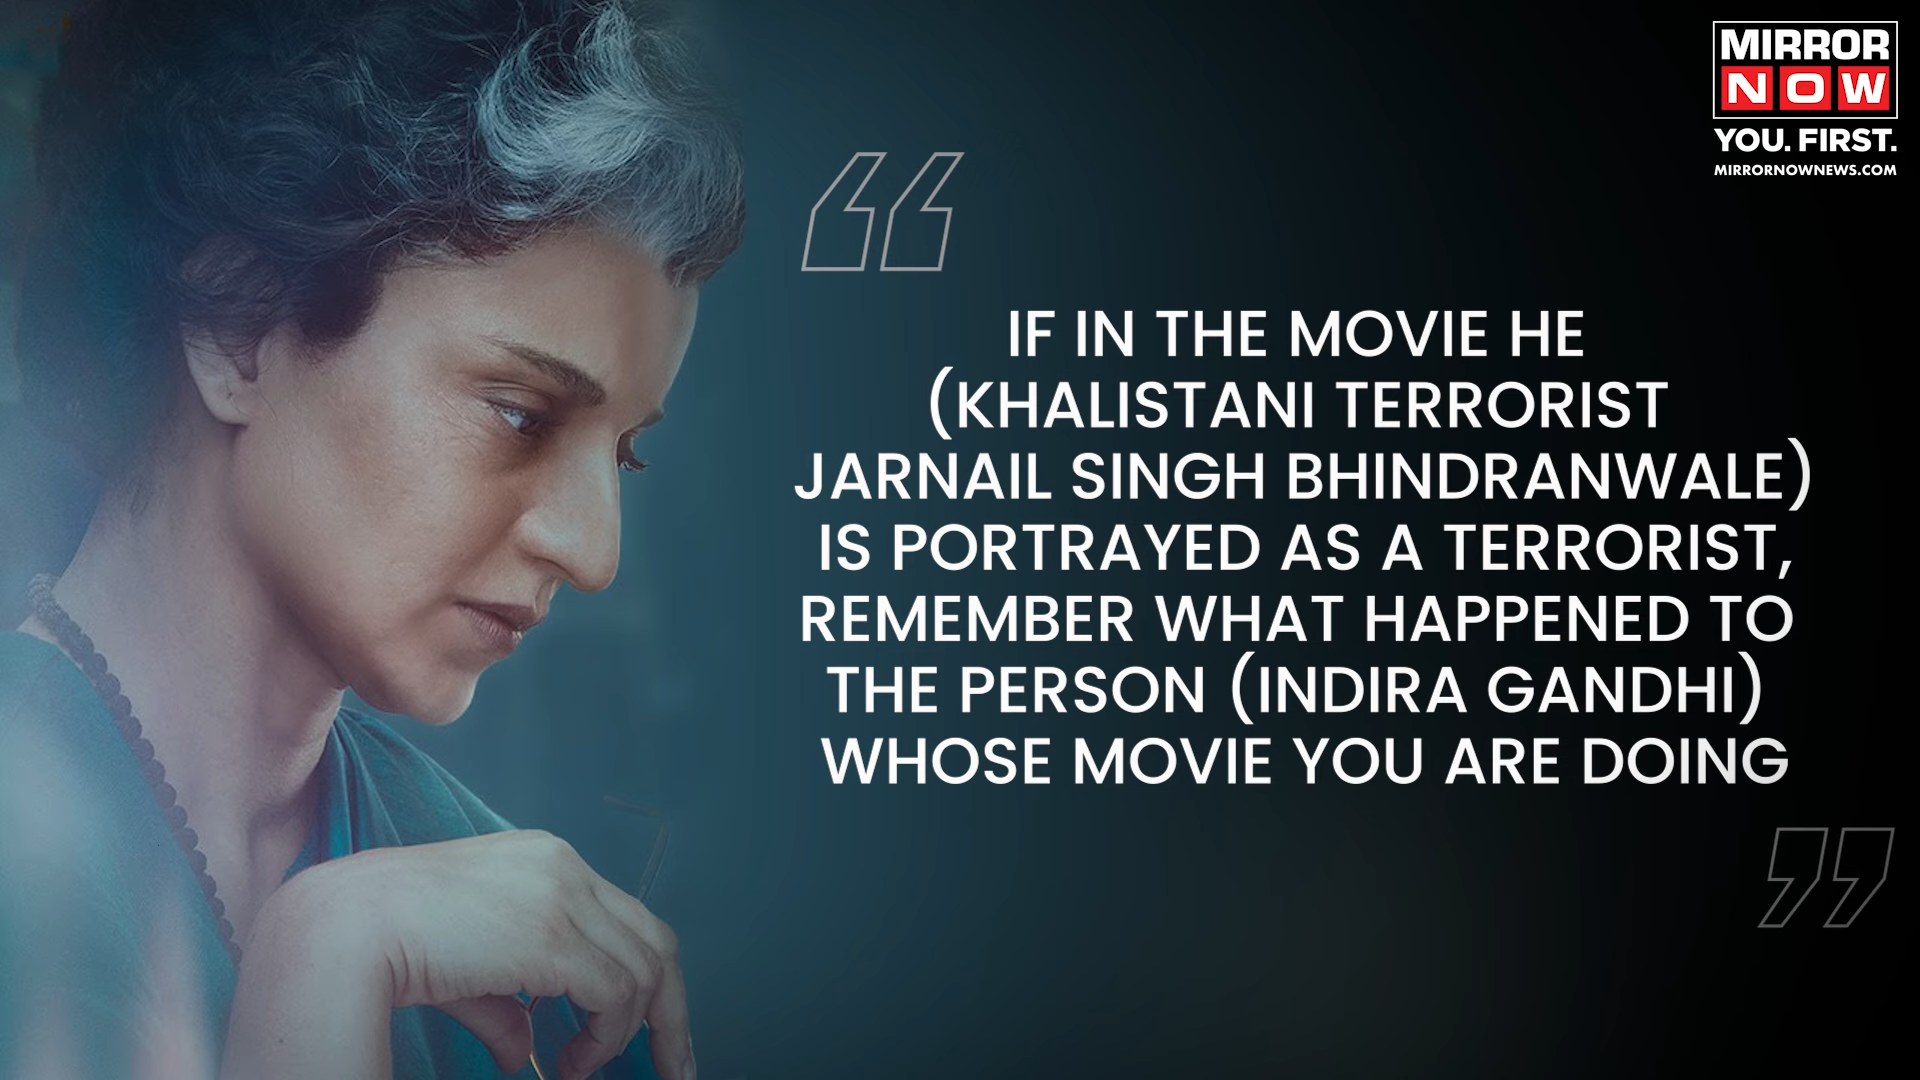 MIRROR
NOW
YOU. FIRST.
MIRRORNOWNEWS.COM
“
IF IN THE MOVIE HE
(KHALISTANI TERRORIST
JARNAIL SINGH BHINDRANWALE)
IS PORTRAYED AS A TERRORIST,
REMEMBER WHAT HAPPENED TO
THE PERSON (INDIRA GANDHI)
WHOSE MOVIE YOU ARE DOING
”